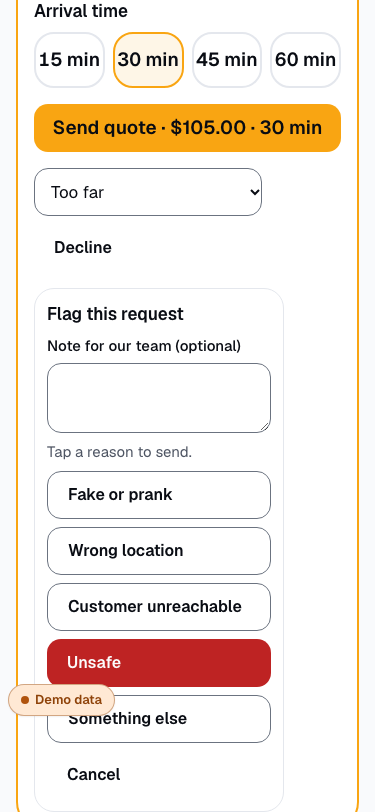 Arrival time
15 min 30 min 45 min 60 min
Send quote · $105.00 · 30 min
Too far
Decline
Flag this request
Note for our team (optional)
Tap a reason to send.
Fake or prank
Wrong location
Customer unreachable
Unsafe
Demo data
Something else
Cancel